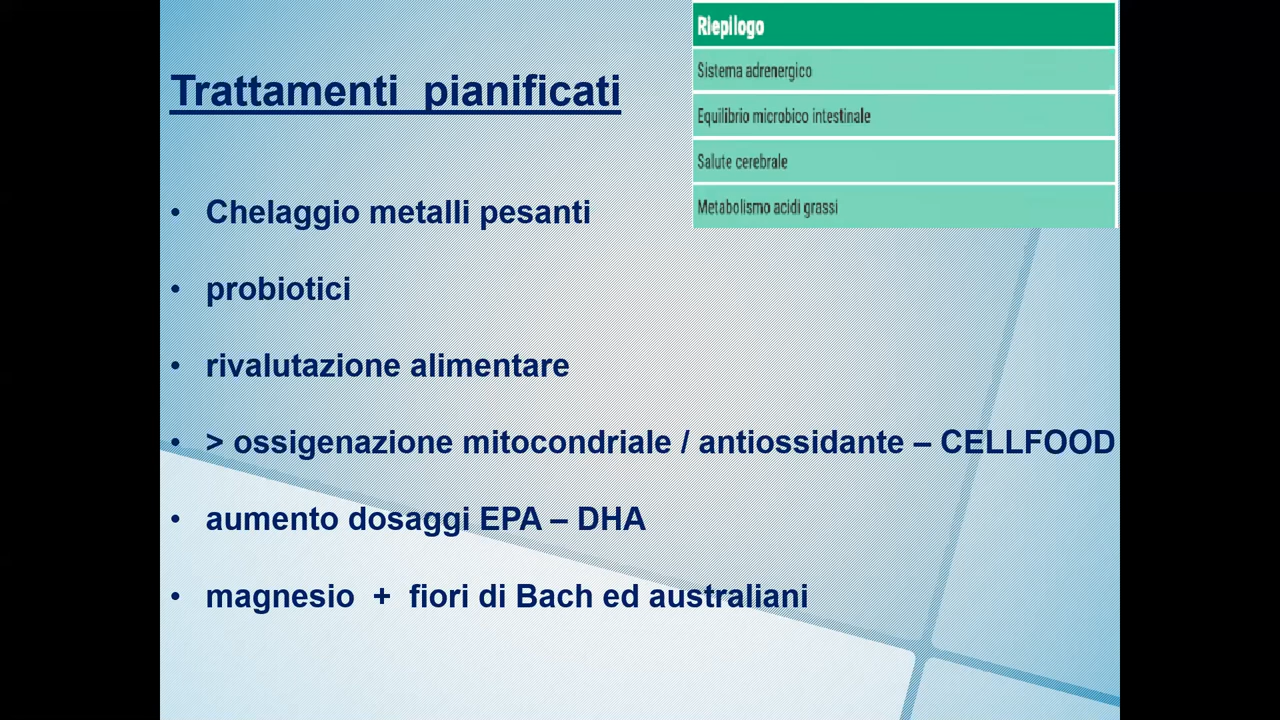 Trattamenti pianificati
Riepilogo
Sistema adrenergico
Equilibrio microbico intestinale
Salute cerebrale
Metabolismo acidi grassi
• Chelaggio metalli pesanti
• probiotici
• rivalutazione alimentare
• > ossigenazione mitocondriale / antiossidante – CELLFOOD
• aumento dosaggi EPA – DHA
• magnesio + fiori di Bach ed australiani